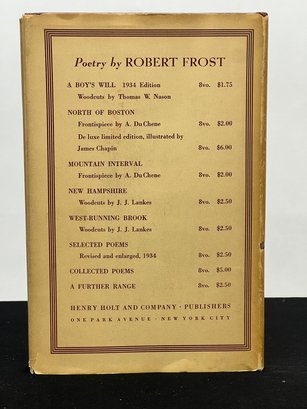 Poetry by ROBERT FROST
A BOY'S WILL 1934 Edition 8vo. $1.75
Woodcuts by Thomas W. Nason
NORTH OF BOSTON
Frontispiece by A. Du Chene 8vo. $2.00
De luxe limited edition, illustrated by
James Chapin 8vo. $6.00
MOUNTAIN INTERVAL
Frontispiece by A. Du Chene 8vo. $2.00
NEW HAMPSHIRE
Woodcuts by J. J. Lankes 8vo. $2.50
WEST-RUNNING BROOK
Woodcuts by J. J. Lankes 8vo. $2.50
SELECTED POEMS
Revised and enlarged, 1934 8vo. $2.50
COLLECTED POEMS 8vo. $5.00
A FURTHER RANGE 8vo. $2.50
HENRY HOLT AND COMPANY · PUBLISHERS
ONE PARK AVENUE · NEW YORK CITY